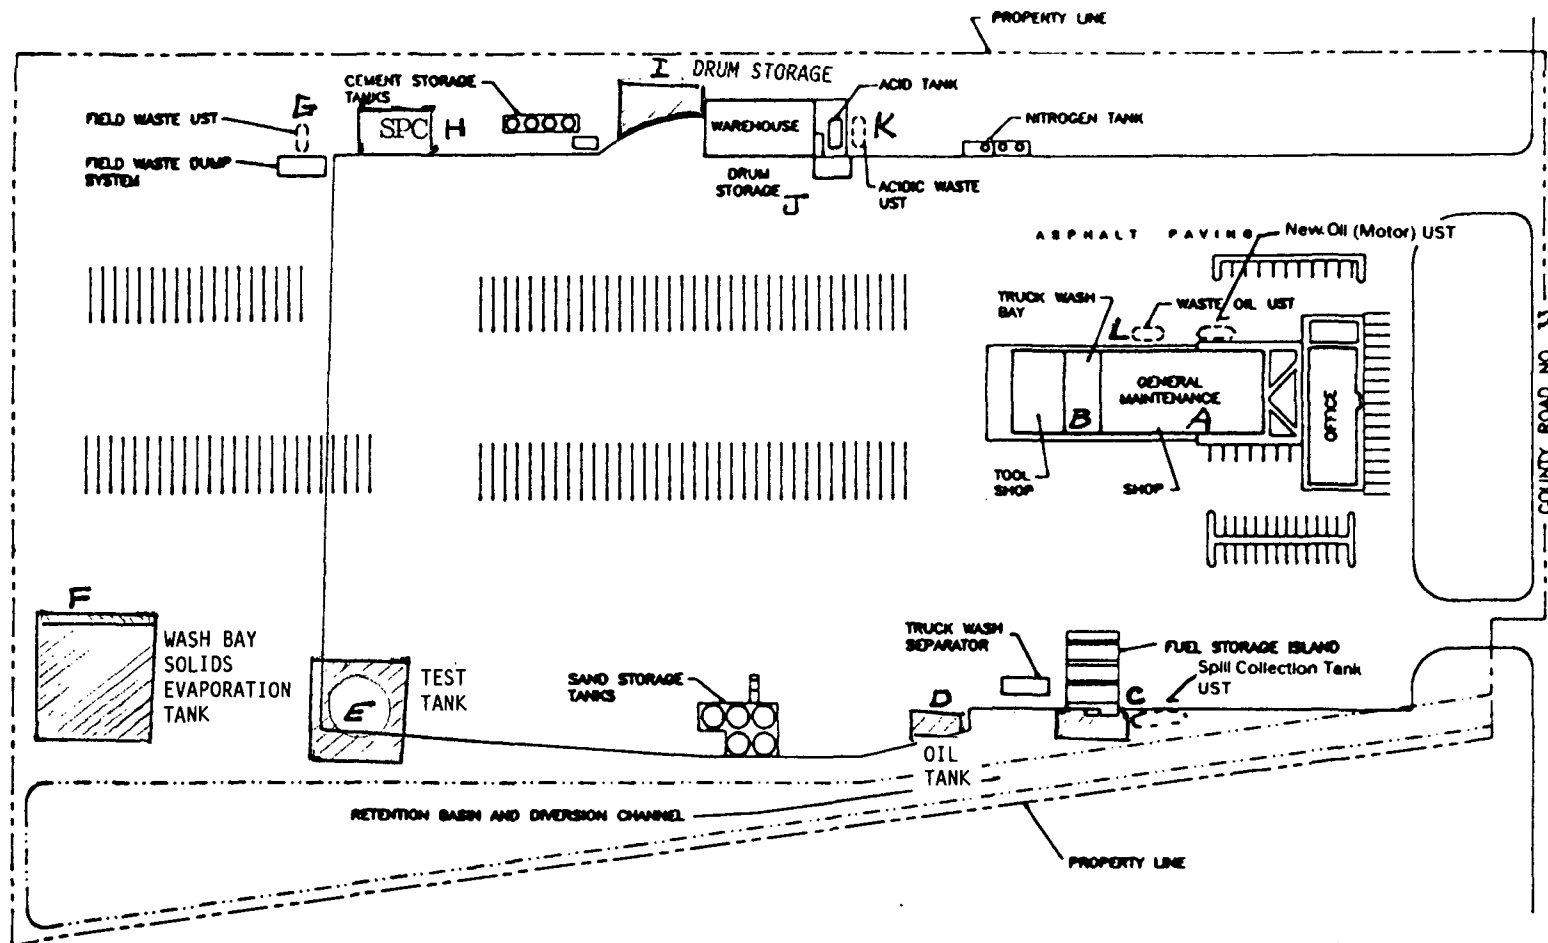 PROPERTY LINE
I DRUM STORAGE
CEMENT STORAGE
TANKS
ACID TANK
G
FIELD WASTE UST
SPC H
WAREHOUSE
K
NITROGEN TANK
FIELD WASTE DUMP
SYSTEM
DRUM
STORAGE J
ACIDIC WASTE
UST
ASPHALT PAVING
New Oil (Motor) UST
TRUCK WASH
BAY
WASTE OIL UST
L
GENERAL
MAINTENANCE
B
A
OFFICE
COUNTY ROAD NO. 33
TOOL
SHOP
SHOP
F
WASH BAY
SOLIDS
EVAPORATION
TANK
TEST
TANK
E
SAND STORAGE
TANKS
TRUCK WASH
SEPARATOR
FUEL STORAGE ISLAND
Spill Collection Tank
UST
D
C
OIL
TANK
RETENTION BASIN AND DIVERSION CHANNEL
PROPERTY LINE